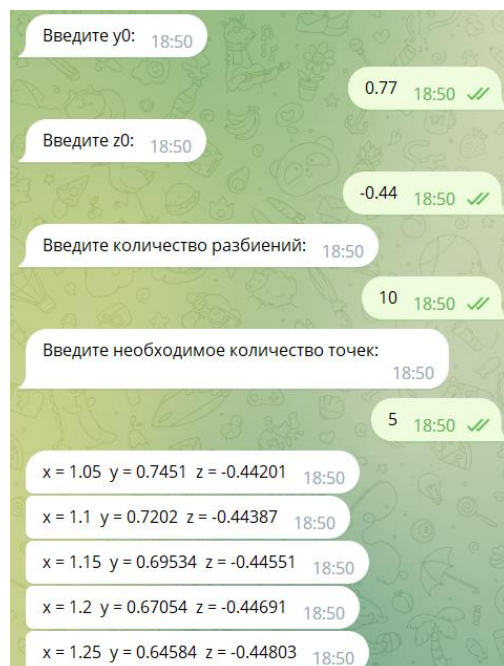 Введите y0: 18:50
0.77 18:50
Введите z0: 18:50
-0.44 18:50
Введите количество разбиений: 18:50
10 18:50
Введите необходимое количество точек:
18:50
5 18:50
x = 1.05 y = 0.7451 z = -0.44201 18:50
x = 1.1 y = 0.7202 z = -0.44387 18:50
x = 1.15 y = 0.69534 z = -0.44551 18:50
x = 1.2 y = 0.67054 z = -0.44691 18:50
x = 1.25 y = 0.64584 z = -0.44803 18:50